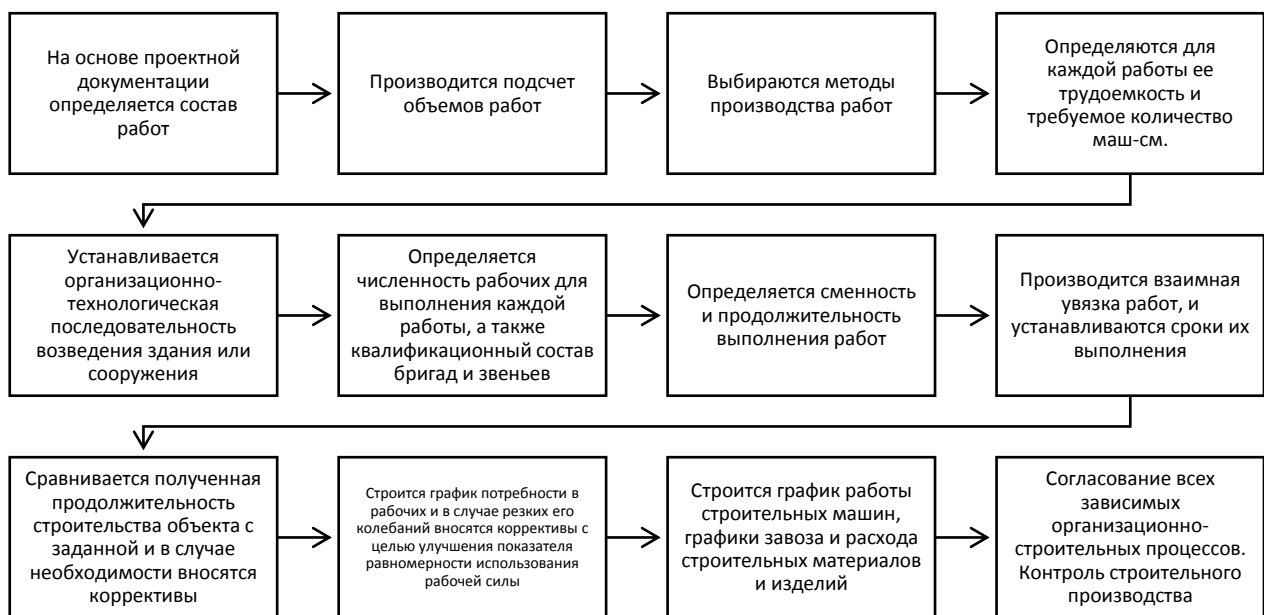 На основе проектной
документации
определяется состав
работ
Производится подсчет
объемов работ
Выбираются методы
производства работ
Определяются для
каждой работы ее
трудоемкость и
требуемое количество
маш-см.
Устанавливается
организационно-
технологическая
последовательность
возведения здания или
сооружения
Определяется
численность рабочих для
выполнения каждой
работы, а также
квалификационный состав
бригад и звеньев
Определяется сменность
и продолжительность
выполнения работ
Производится взаимная
увязка работ, и
устанавливаются сроки их
выполнения
Сравнивается полученная
продолжительность
строительства объекта с
заданной и в случае
необходимости вносятся
коррективы
Строится график потребности в
рабочих и в случае резких его
колебаний вносятся коррективы с
целью улучшения показателя
равномерности использования
рабочей силы
Строится график работы
строительных машин,
графики завоза и расхода
строительных материалов
и изделий
Согласование всех
зависимых
организационно-
строительных процессов.
Контроль строительного
производства